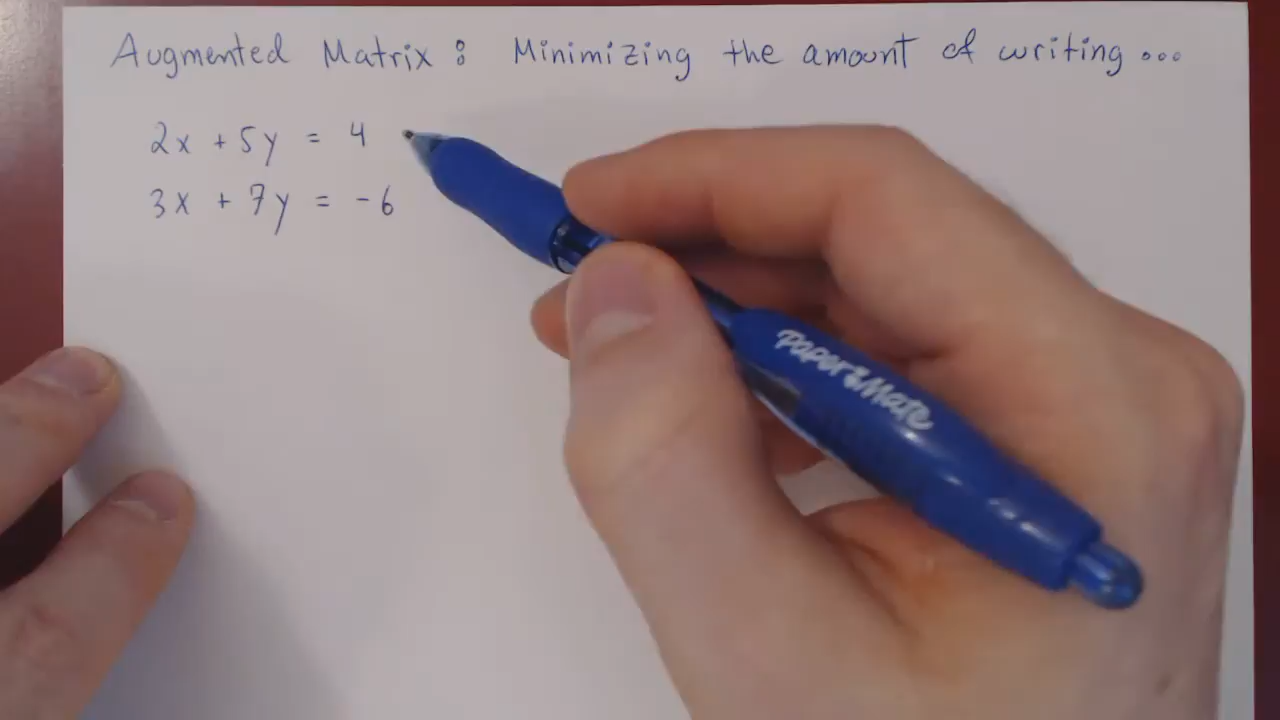 Augmented Matrix: Minimizing the amount of writing...
2x + 5y = 4
3x + 7y = -6
PaperMate